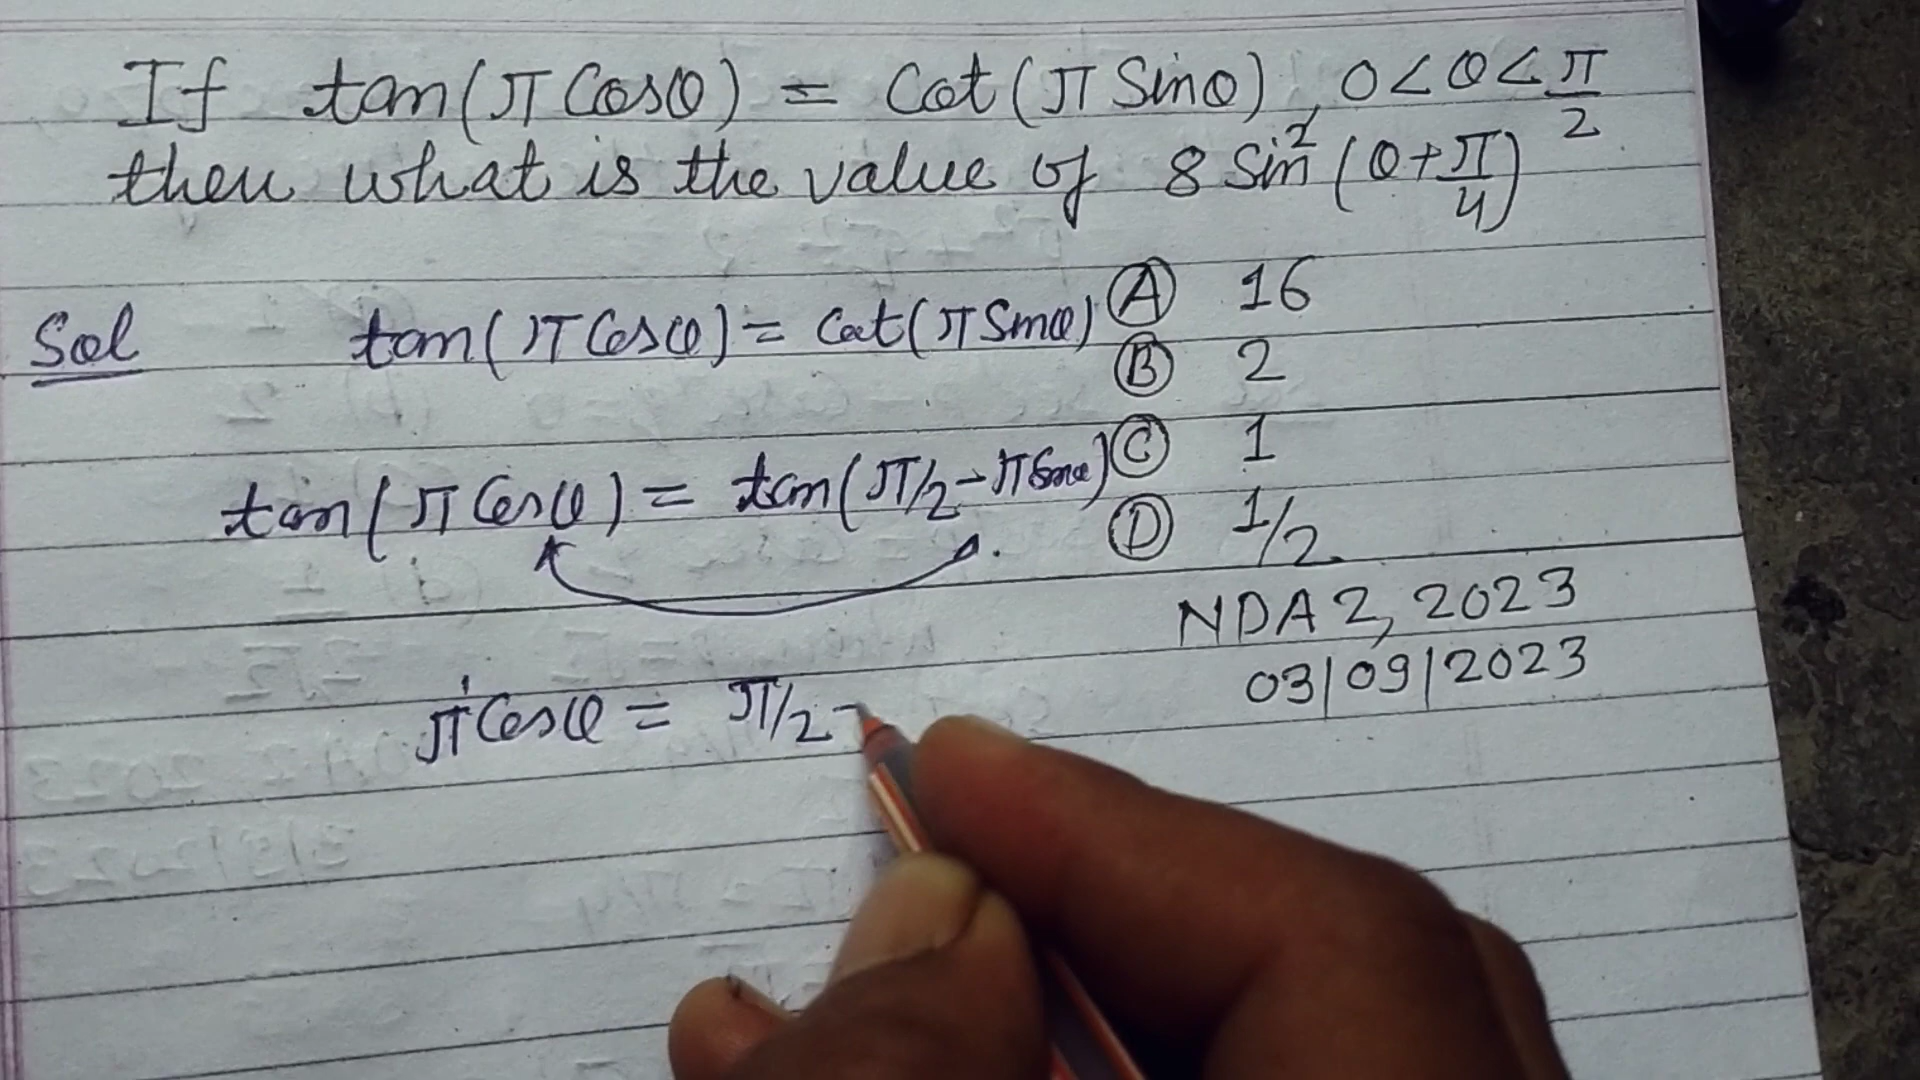 If tan(π Cosθ) = Cot(π Sinθ), 0<θ<π/2
then what is the value of 8 Sin²(θ+π/4)
Sol tan(π Cosθ) = Cot(π Sinθ)
Ⓐ 16
Ⓑ 2
tan(π Cosθ) = tan(π/2-π Sinθ)
Ⓒ 1
Ⓓ 1/2
NDA 2, 2023
03/09/2023
π Cosθ = π/2 -